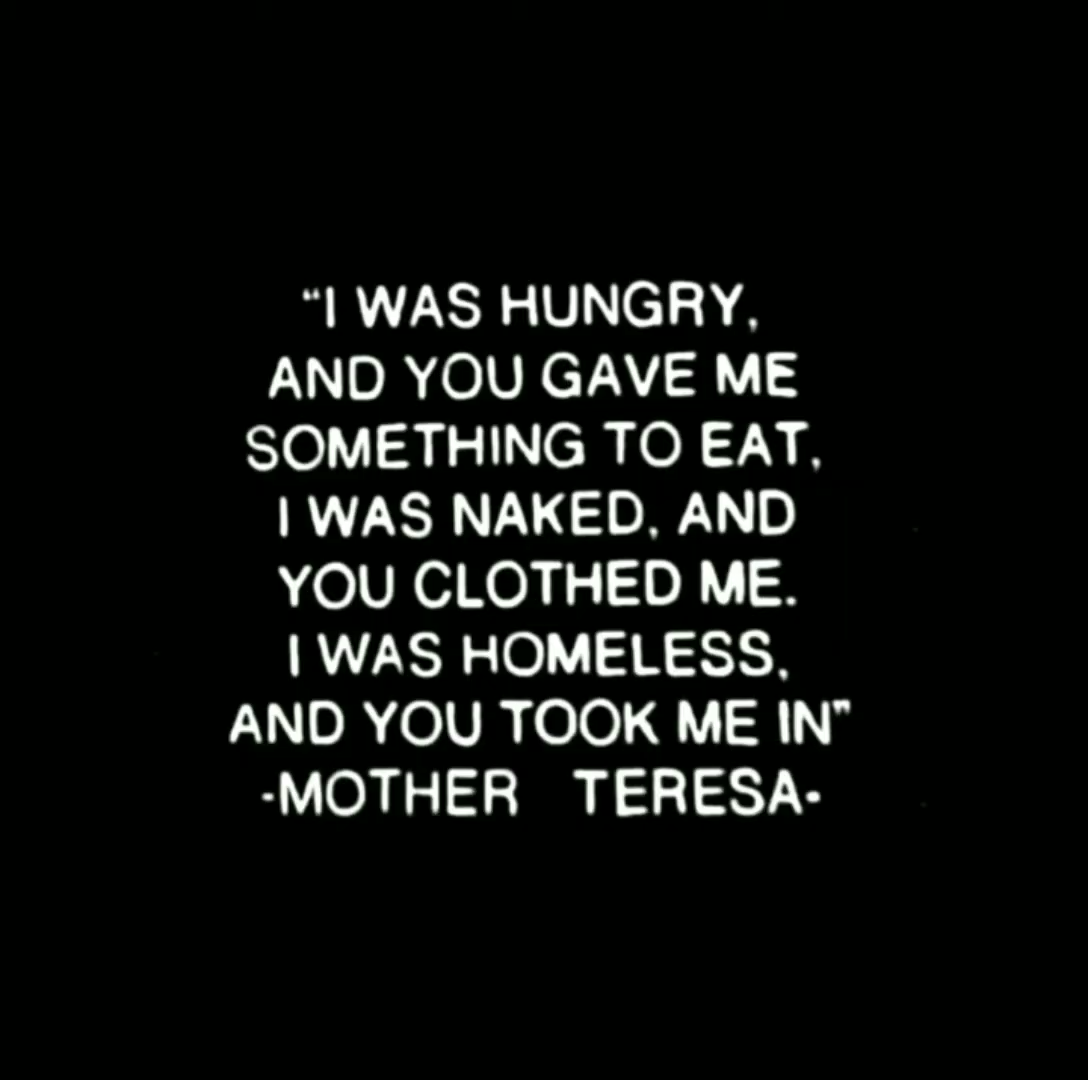 “I WAS HUNGRY,
AND YOU GAVE ME
SOMETHING TO EAT,
I WAS NAKED, AND
YOU CLOTHED ME.
I WAS HOMELESS,
AND YOU TOOK ME IN”
-MOTHER TERESA-